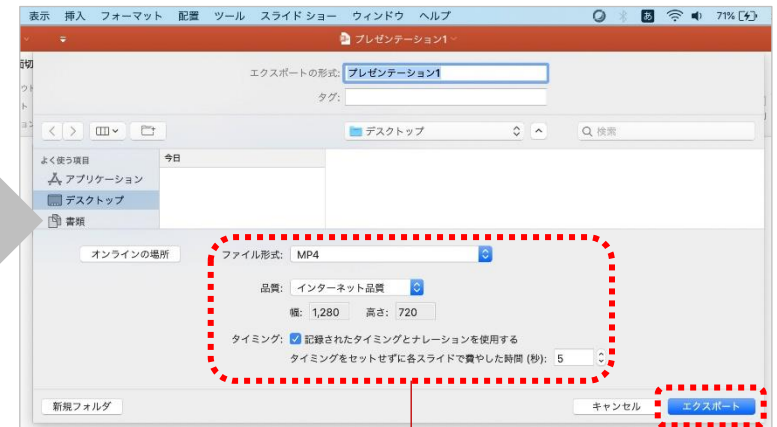 表示 挿入 フォーマット 配置 ツール スライド ショー ウィンドウ ヘルプ あ 71%
プレゼンテーション1
エクスポートの形式: プレゼンテーション1
タグ:
デスクトップ
検索
よく使う項目
今日
アプリケーション
デスクトップ
書類
オンラインの場所
ファイル形式: MP4
品質: インターネット品質
幅: 1,280 高さ: 720
タイミング: 記録されたタイミングとナレーションを使用する
タイミングをセットせずに各スライドで費やした時間 (秒): 5
新規フォルダ キャンセル エクスポート